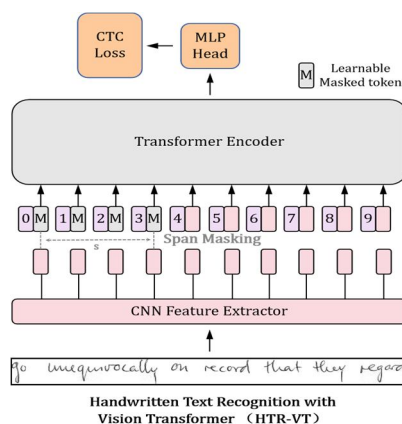 CTC
Loss
MLP
Head
M Learnable
Masked token
Transformer Encoder
0 M 1 M 2 M 3 M 4 5 6 7 8 9
Span Masking
s
CNN Feature Extractor
go unequivocally on record that they regard
Handwritten Text Recognition with
Vision Transformer (HTR-VT)